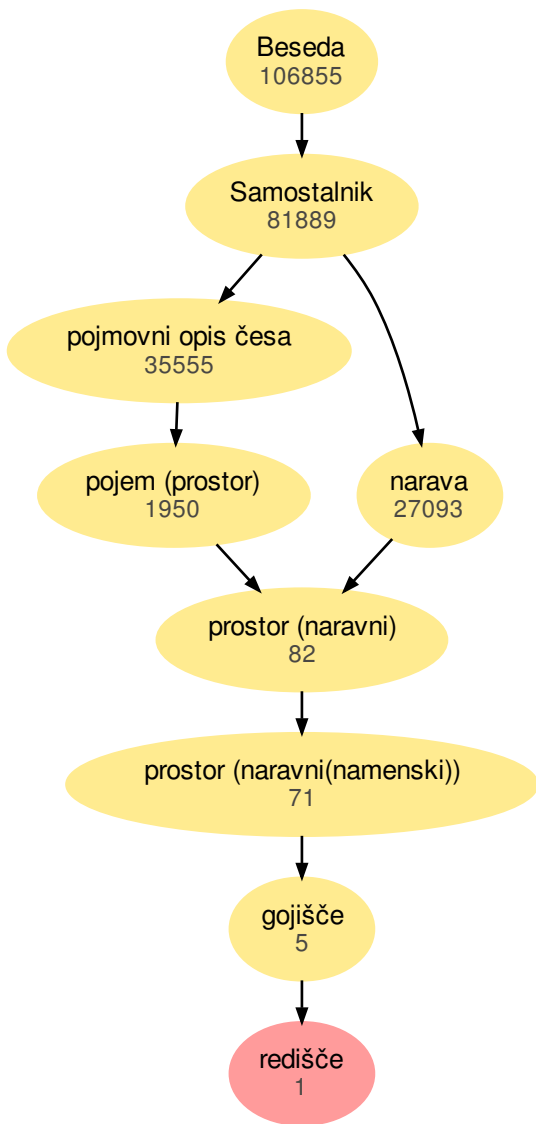 Beseda
106855
Samostalnik
81889
pojmovni opis česa
35555
pojem (prostor)
1950
narava
27093
prostor (naravni)
82
prostor (naravni(namenski))
71
gojišče
5
redišče
1